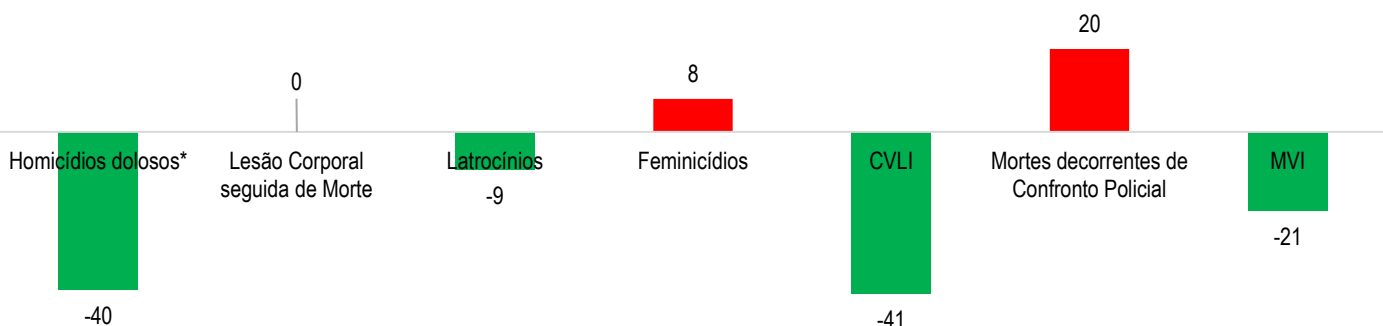 20
8
0
Homicídios dolosos*
Lesão Corporal
seguida de Morte
Latrocínios
Feminicídios
CVLI
Mortes decorrentes de
Confronto Policial
MVI
-9
-21
-40
-41